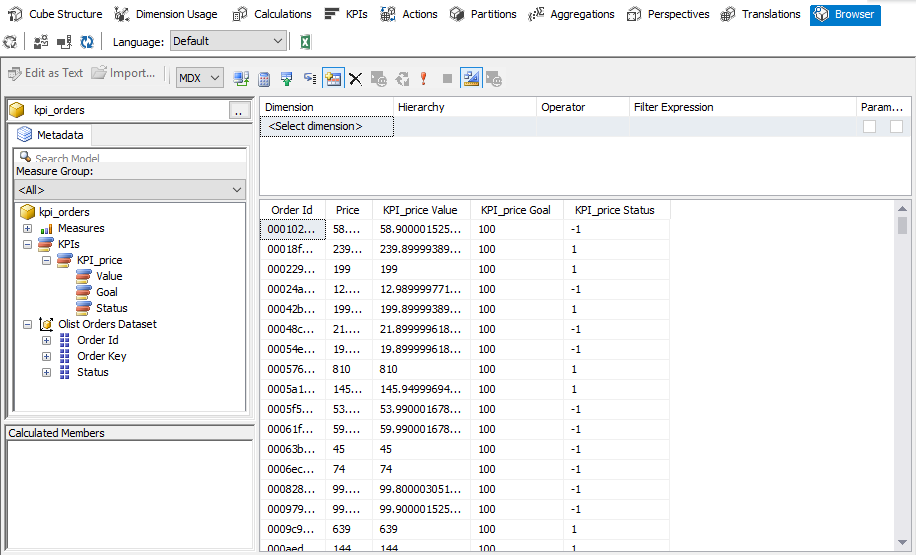 Cube Structure Dimension Usage Calculations KPIs Actions Partitions Aggregations Perspectives Translations Browser
Language: Default
Edit as Text Import... MDX
kpi_orders ..
Metadata
Search Model
Measure Group:
<All>
kpi_orders
Measures
KPIs
KPI_price
Value
Goal
Status
Olist Orders Dataset
Order Id
Order Key
Status
Calculated Members
Dimension Hierarchy Operator Filter Expression Param...
<Select dimension>
Order Id Price KPI_price Value KPI_price Goal KPI_price Status
000102... 58.... 58.900001525... 100 -1
00018f... 239... 239.89999389... 100 1
000229... 199 199 100 1
00024a... 12.... 12.989999771... 100 -1
00042b... 199... 199.89999389... 100 1
00048c... 21.... 21.899999618... 100 -1
00054e... 19.... 19.899999618... 100 -1
000576... 810 810 100 1
0005a1... 145... 145.94999694... 100 1
0005f5... 53.... 53.990001678... 100 -1
00061f... 59.... 59.990001678... 100 -1
00063b... 45 45 100 -1
0006ec... 74 74 100 -1
000828... 99.... 99.800003051... 100 -1
000979... 99.... 99.900001525... 100 -1
0009c9... 639 639 100 1
000aed... 144 144 100 1